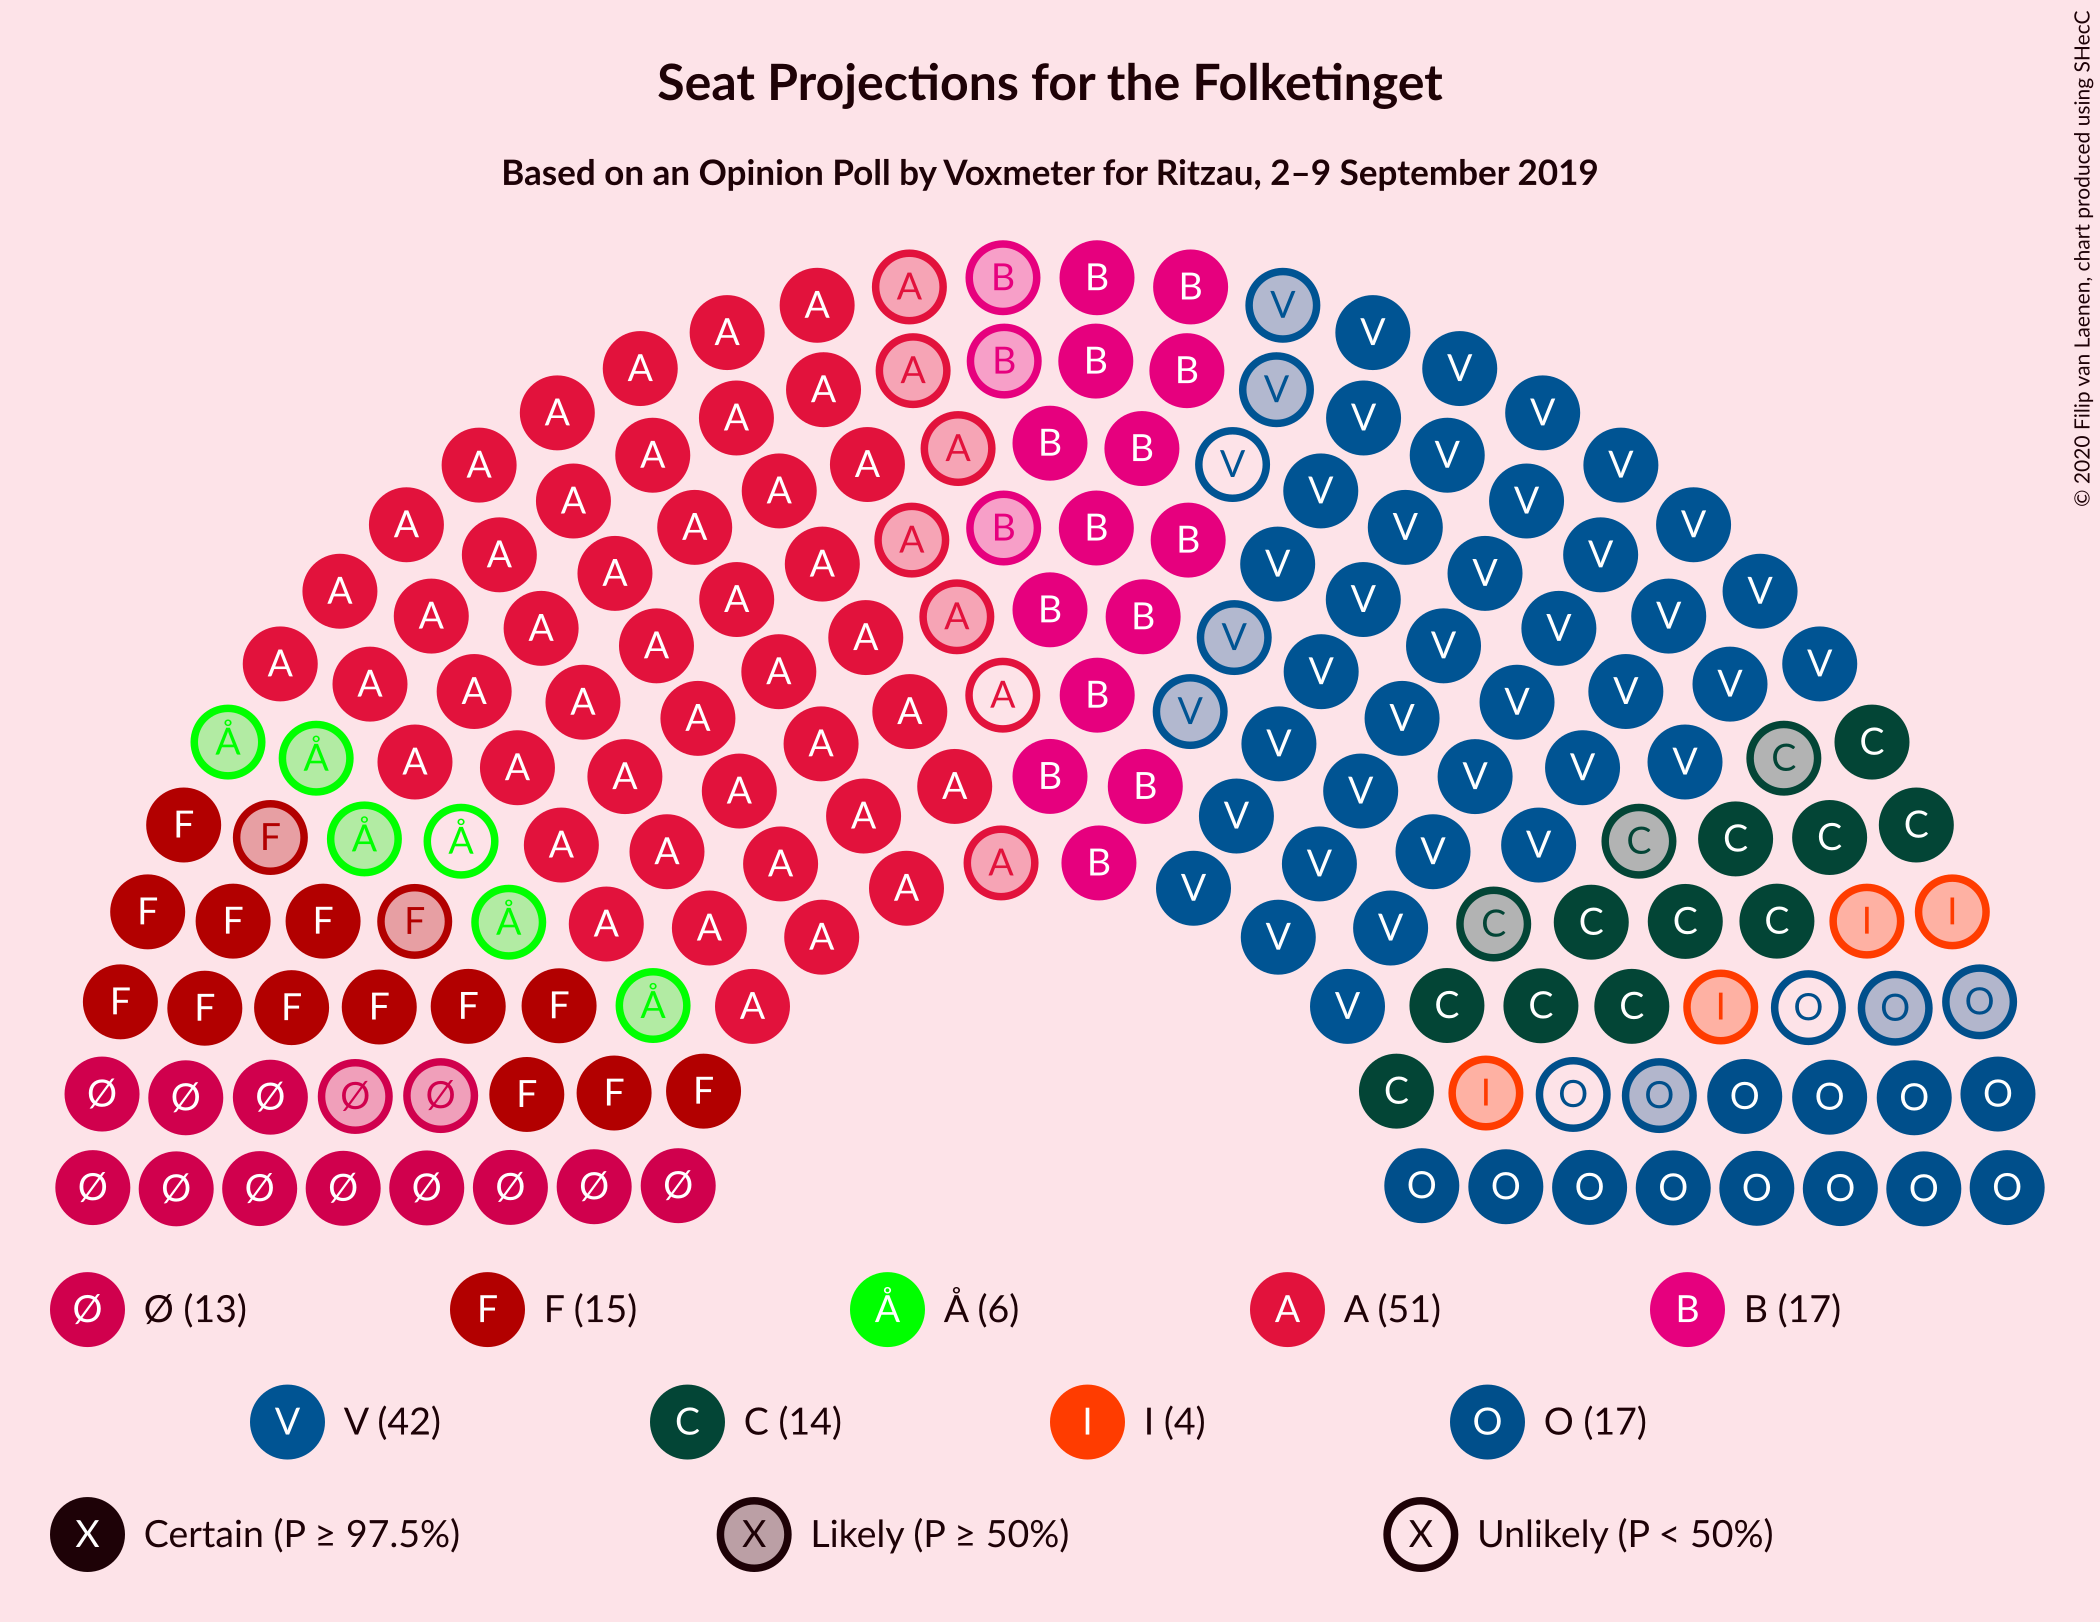 Seat Projections for the Folketinget
Based on an Opinion Poll by Voxmeter for Ritzau, 2–9 September 2019
© 2020 Filip van Laenen, chart produced using SHecC
B B B
A V
A V
A B B B V
A A V V
A B B V
A A V V
A A A V V V
A A V V
A A B B B V V
A A A V V V
A A V V
A A A B B V V V
A A A A V V V V
A A A A B V V V V
Å Å A A A V V V C C
A A B B V V
F F Å Å A A A A V V V V C C C C
A A B V
F F F F Å A A A V V C C C C I I
F F F F F F Å A V C C C I O O O
Ø Ø Ø Ø Ø F F F C I O O O O O O
Ø Ø Ø Ø Ø Ø Ø Ø O O O O O O O O
Ø Ø (13) F F (15) Å Å (6) A A (51) B B (17)
V V (42) C C (14) I I (4) O O (17)
X Certain (P ≥ 97.5%) X Likely (P ≥ 50%) X Unlikely (P < 50%)